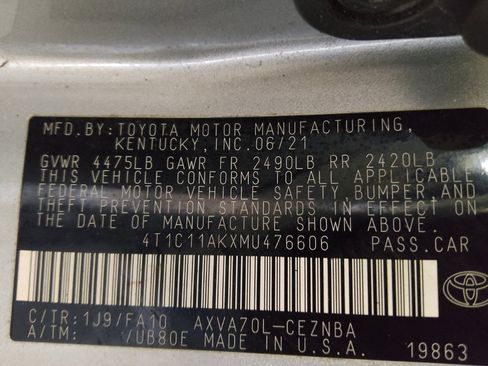 MFD.BY:TOYOTA MOTOR MANUFACTURING,
KENTUCKY,INC.06/21
GVWR 4475LB GAWR FR 2490LB RR 2420LB
THIS VEHICLE CONFORMS TO ALL APPLICABLE
FEDERAL MOTOR VEHICLE SAFETY, BUMPER AND
THEFT PREVENTION STANDARDS IN EFFECT ON
THE DATE OF MANUFACTURE SHOWN ABOVE.
4T1C11AKXMU476606 PASS.CAR
C/TR:1J9/FA10 AXVA70L-CEZNBA
A/TM: /UB80E MADE IN U.S.A. 19863
TOYOTA